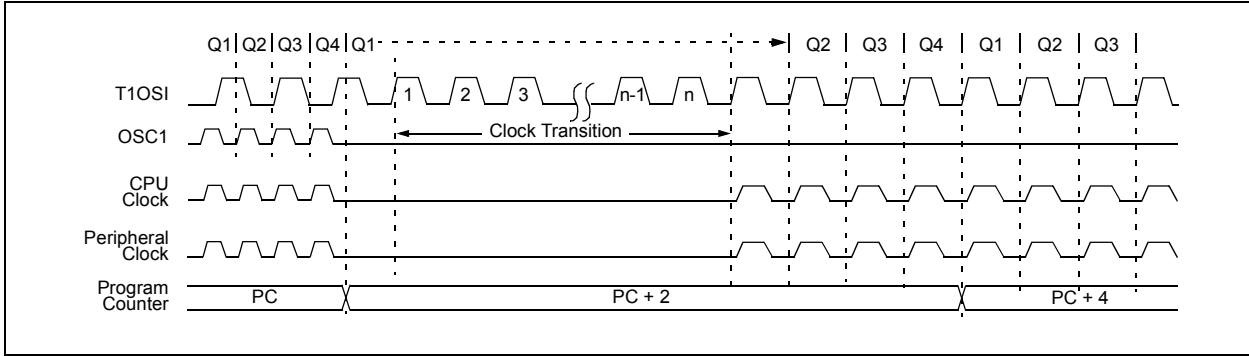 Q1 Q2 Q3 Q4 Q1 Q2 Q3 Q4 Q1 Q2 Q3
T1OSI
1 2 3 n-1 n
OSC1
Clock Transition
CPU
Clock
Peripheral
Clock
Program
Counter
PC PC + 2 PC + 4